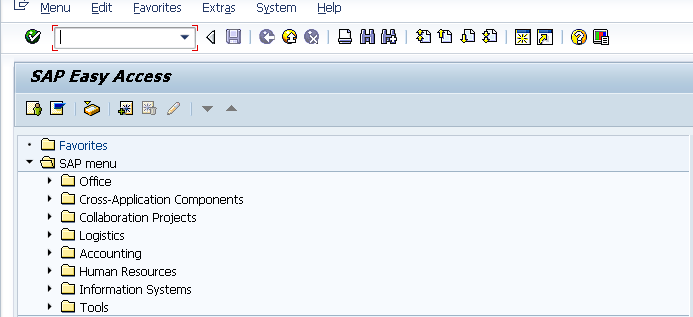 Menu Edit Favorites Extras System Help
SAP Easy Access
Favorites
SAP menu
Office
Cross-Application Components
Collaboration Projects
Logistics
Accounting
Human Resources
Information Systems
Tools